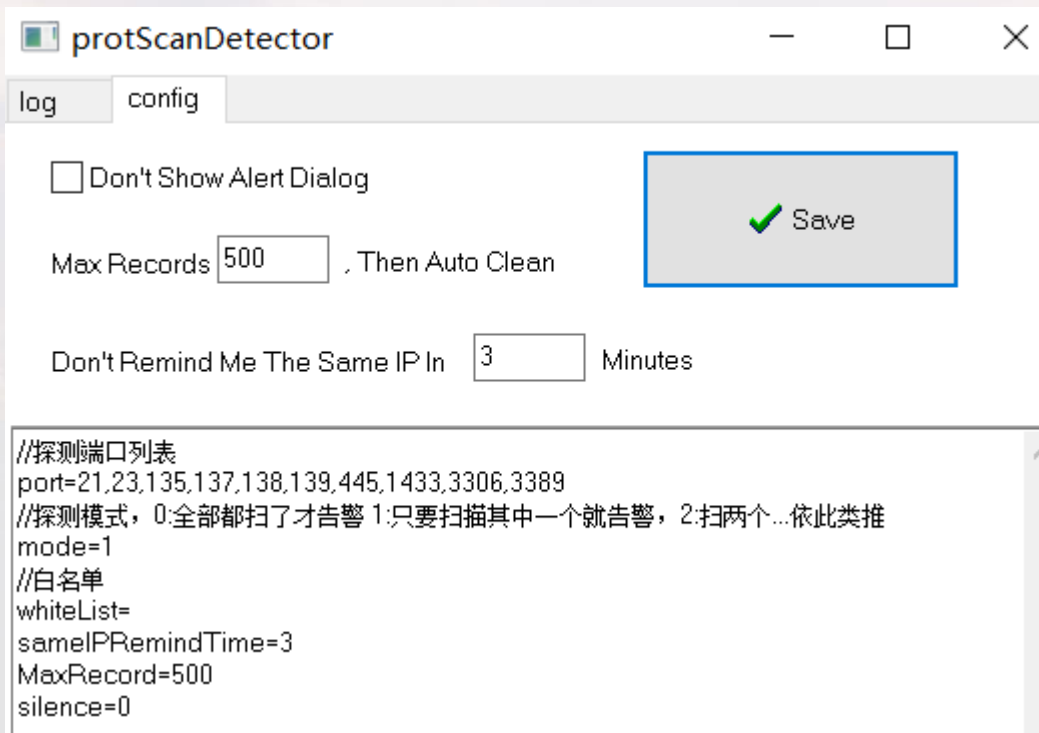 protScanDetector
log
config
Don't Show Alert Dialog
Save
Max Records 500 , Then Auto Clean
Don't Remind Me The Same IP In 3 Minutes
//探测端口列表
port=21,23,135,137,138,139,445,1433,3306,3389
//探测模式，0:全部都扫了才告警 1:只要扫描其中一个就告警，2:扫两个...依此类推
mode=1
//白名单
whiteList=
sameIPRemindTime=3
MaxRecord=500
silence=0